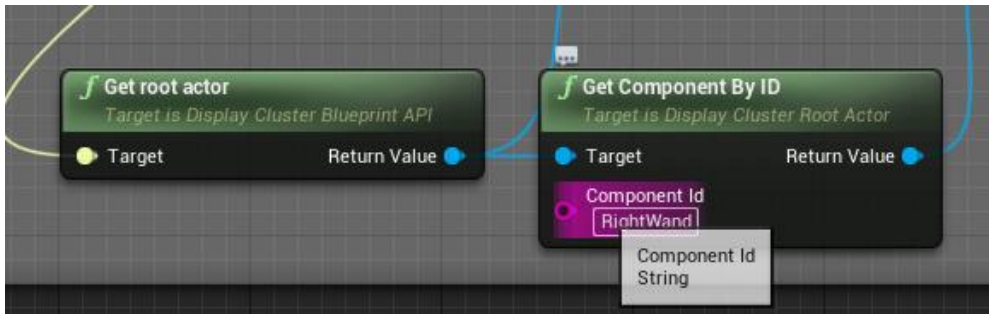 Get root actor
Target is Display Cluster Blueprint API
Target
Return Value
Get Component By ID
Target is Display Cluster Root Actor
Target
Return Value
Component Id
RightWand
Component Id
String